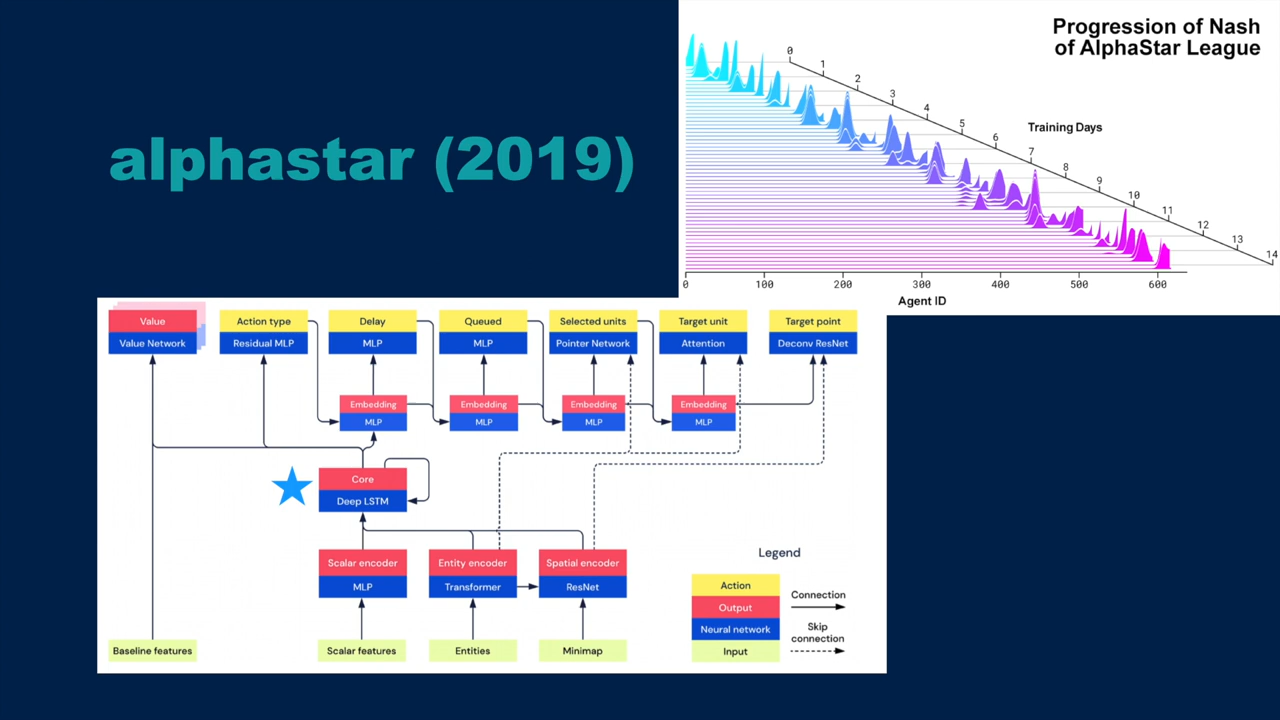 alphastar (2019)
Progression of Nash
of AlphaStar League
0
1
2
3
4
5
6
7
8
9
10
11
12
13
14
Training Days
0 100 200 300 400 500 600
Agent ID
Value Action type Delay Queued Selected units Target unit Target point
Value Network Residual MLP MLP MLP Pointer Network Attention Deconv ResNet
Embedding Embedding Embedding Embedding
MLP MLP MLP MLP
Core
Deep LSTM
Scalar encoder Entity encoder Spatial encoder
MLP Transformer ResNet
Baseline features Scalar features Entities Minimap
Legend
Action
Output
Neural network
Input
Connection
Skip
connection